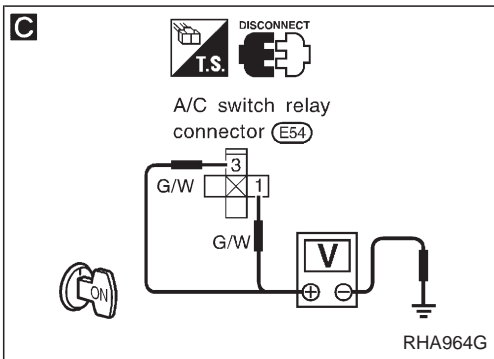 C
T.S.
DISCONNECT
A/C switch relay
connector E54
3
G/W
1
G/W
V
+ −
ON
RHA964G